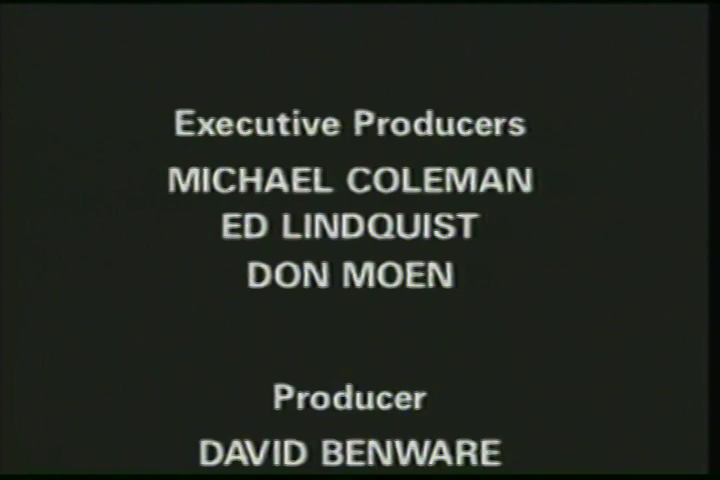 Executive Producers
MICHAEL COLEMAN
ED LINDQUIST
DON MOEN
Producer
DAVID BENWARE